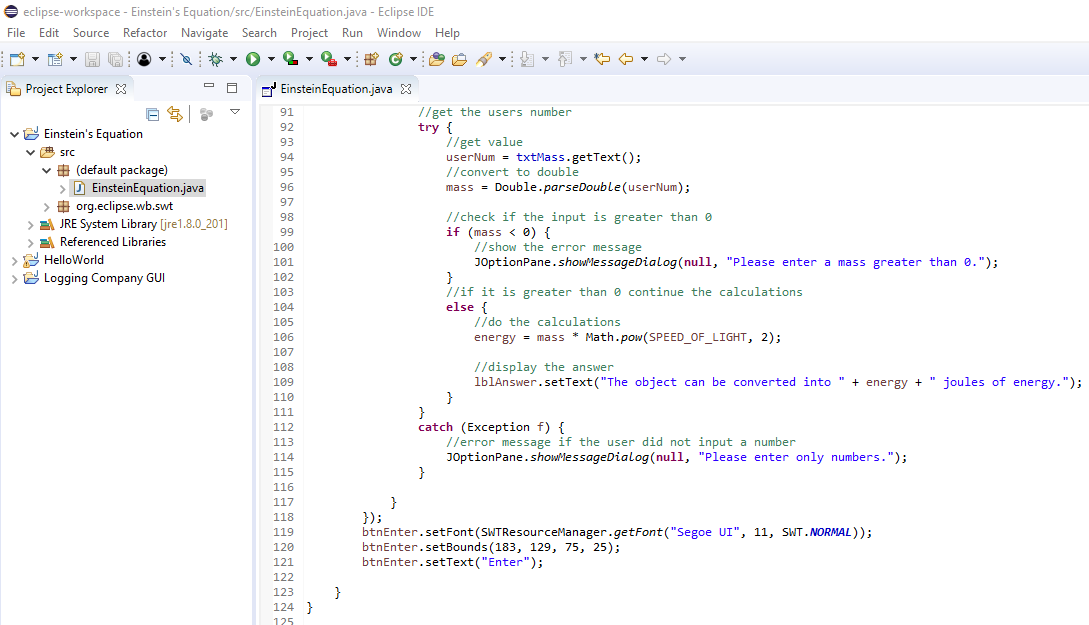 eclipse-workspace - Einstein's Equation/src/EinsteinEquation.java - Eclipse IDE
File Edit Source Refactor Navigate Search Project Run Window Help
Project Explorer
EinsteinEquation.java
Einstein's Equation
src
(default package)
EinsteinEquation.java
org.eclipse.wb.swt
JRE System Library [jre1.8.0_201]
Referenced Libraries
HelloWorld
Logging Company GUI
91 //get the users number
92 try {
93 //get value
94 userNum = txtMass.getText();
95 //convert to double
96 mass = Double.parseDouble(userNum);
97
98 //check if the input is greater than 0
99 if (mass < 0) {
100 //show the error message
101 JOptionPane.showMessageDialog(null, "Please enter a mass greater than 0.");
102 }
103 //if it is greater than 0 continue the calculations
104 else {
105 //do the calculations
106 energy = mass * Math.pow(SPEED_OF_LIGHT, 2);
107
108 //display the answer
109 lblAnswer.setText("The object can be converted into " + energy + " joules of energy.");
110 }
111 }
112 catch (Exception f) {
113 //error message if the user did not input a number
114 JOptionPane.showMessageDialog(null, "Please enter only numbers.");
115 }
116
117 }
118 });
119 btnEnter.setFont(SWTResourceManager.getFont("Segoe UI", 11, SWT.NORMAL));
120 btnEnter.setBounds(183, 129, 75, 25);
121 btnEnter.setText("Enter");
122
123 }
124 }
125